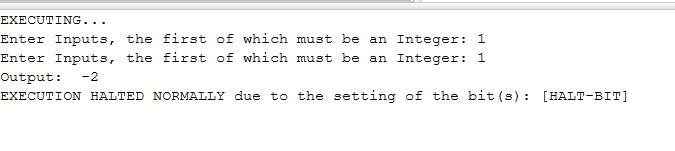 EXECUTING...
Enter Inputs, the first of which must be an Integer: 1
Enter Inputs, the first of which must be an Integer: 1
Output:  -2
EXECUTION HALTED NORMALLY due to the setting of the bit(s): [HALT-BIT]